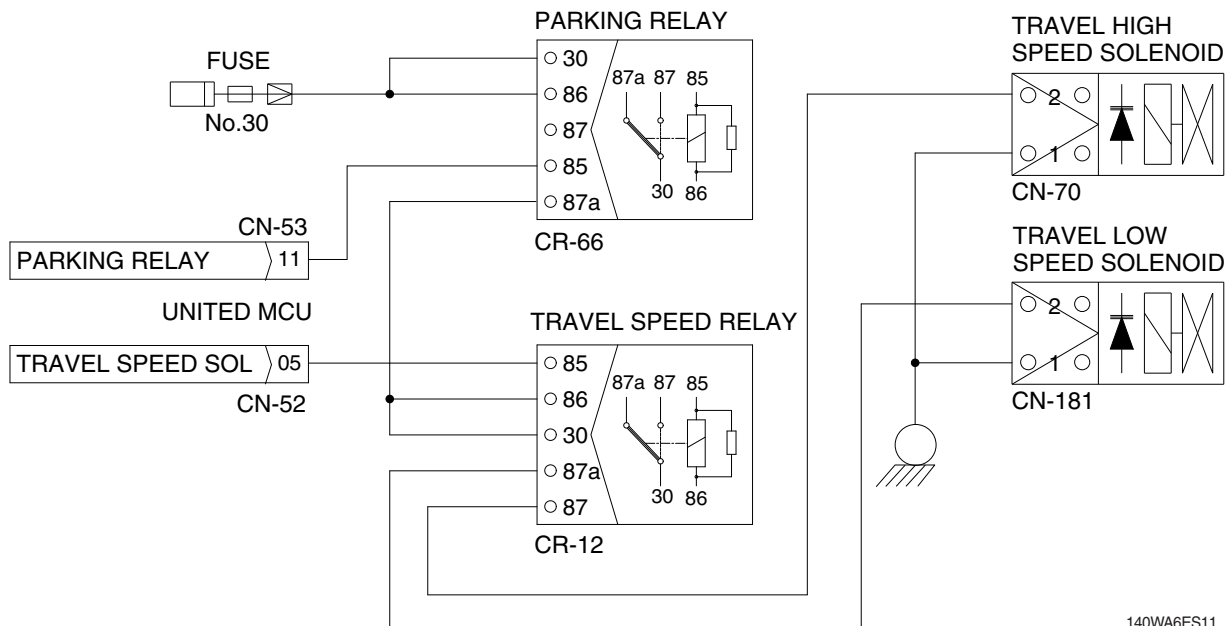 PARKING RELAY
FUSE
No.30
30
86
87
85
87a
87a 87 85
30 86
CR-66
CN-53
PARKING RELAY 11
UNITED MCU
TRAVEL SPEED SOL 05
CN-52
TRAVEL SPEED RELAY
85
86
30
87a
87
87a 87 85
30 86
CR-12
TRAVEL HIGH
SPEED SOLENOID
2
1
CN-70
TRAVEL LOW
SPEED SOLENOID
2
1
CN-181
140WA6ES11